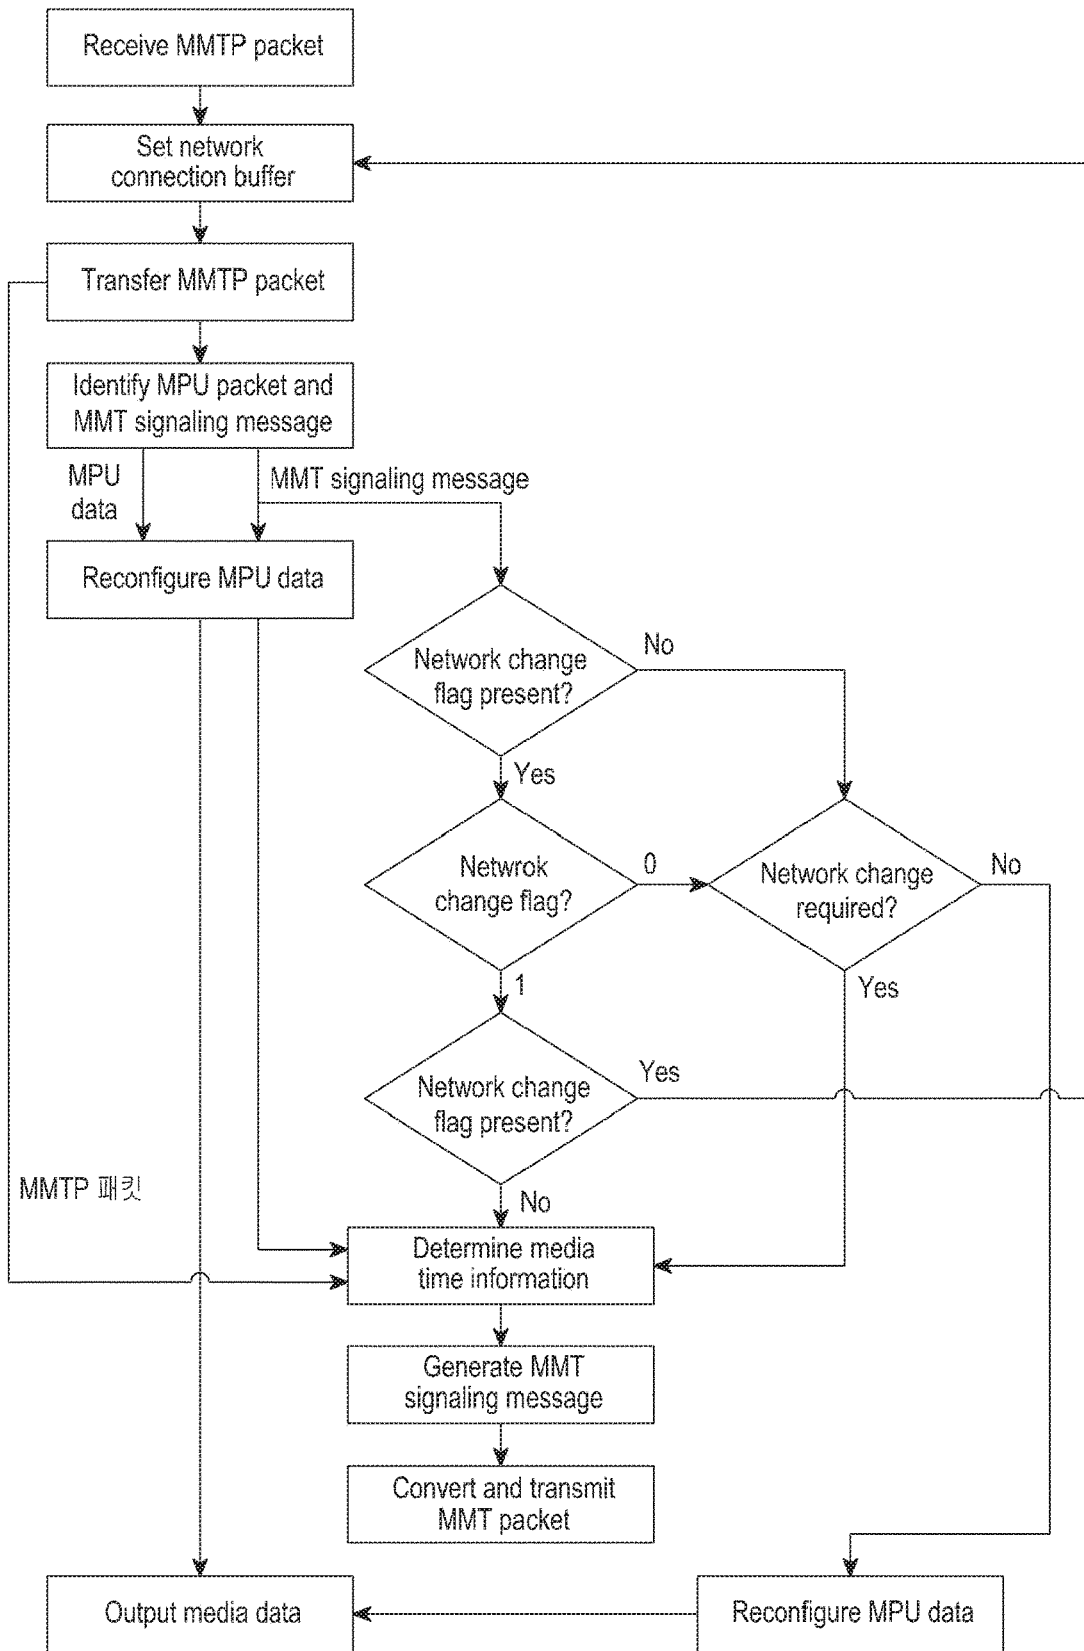 Receive MMTP packet
Set network
connection buffer
Transfer MMTP packet
Identify MPU packet and
MMT signaling message
MPU
data
MMT signaling message
Reconfigure MPU data
Network change
flag present?
No
Yes
Netwrok
change flag?
0
Network change
required?
No
1
Yes
Network change
flag present?
Yes
MMTP 패킷
No
Determine media
time information
Generate MMT
signaling message
Convert and transmit
MMT packet
Output media data
Reconfigure MPU data